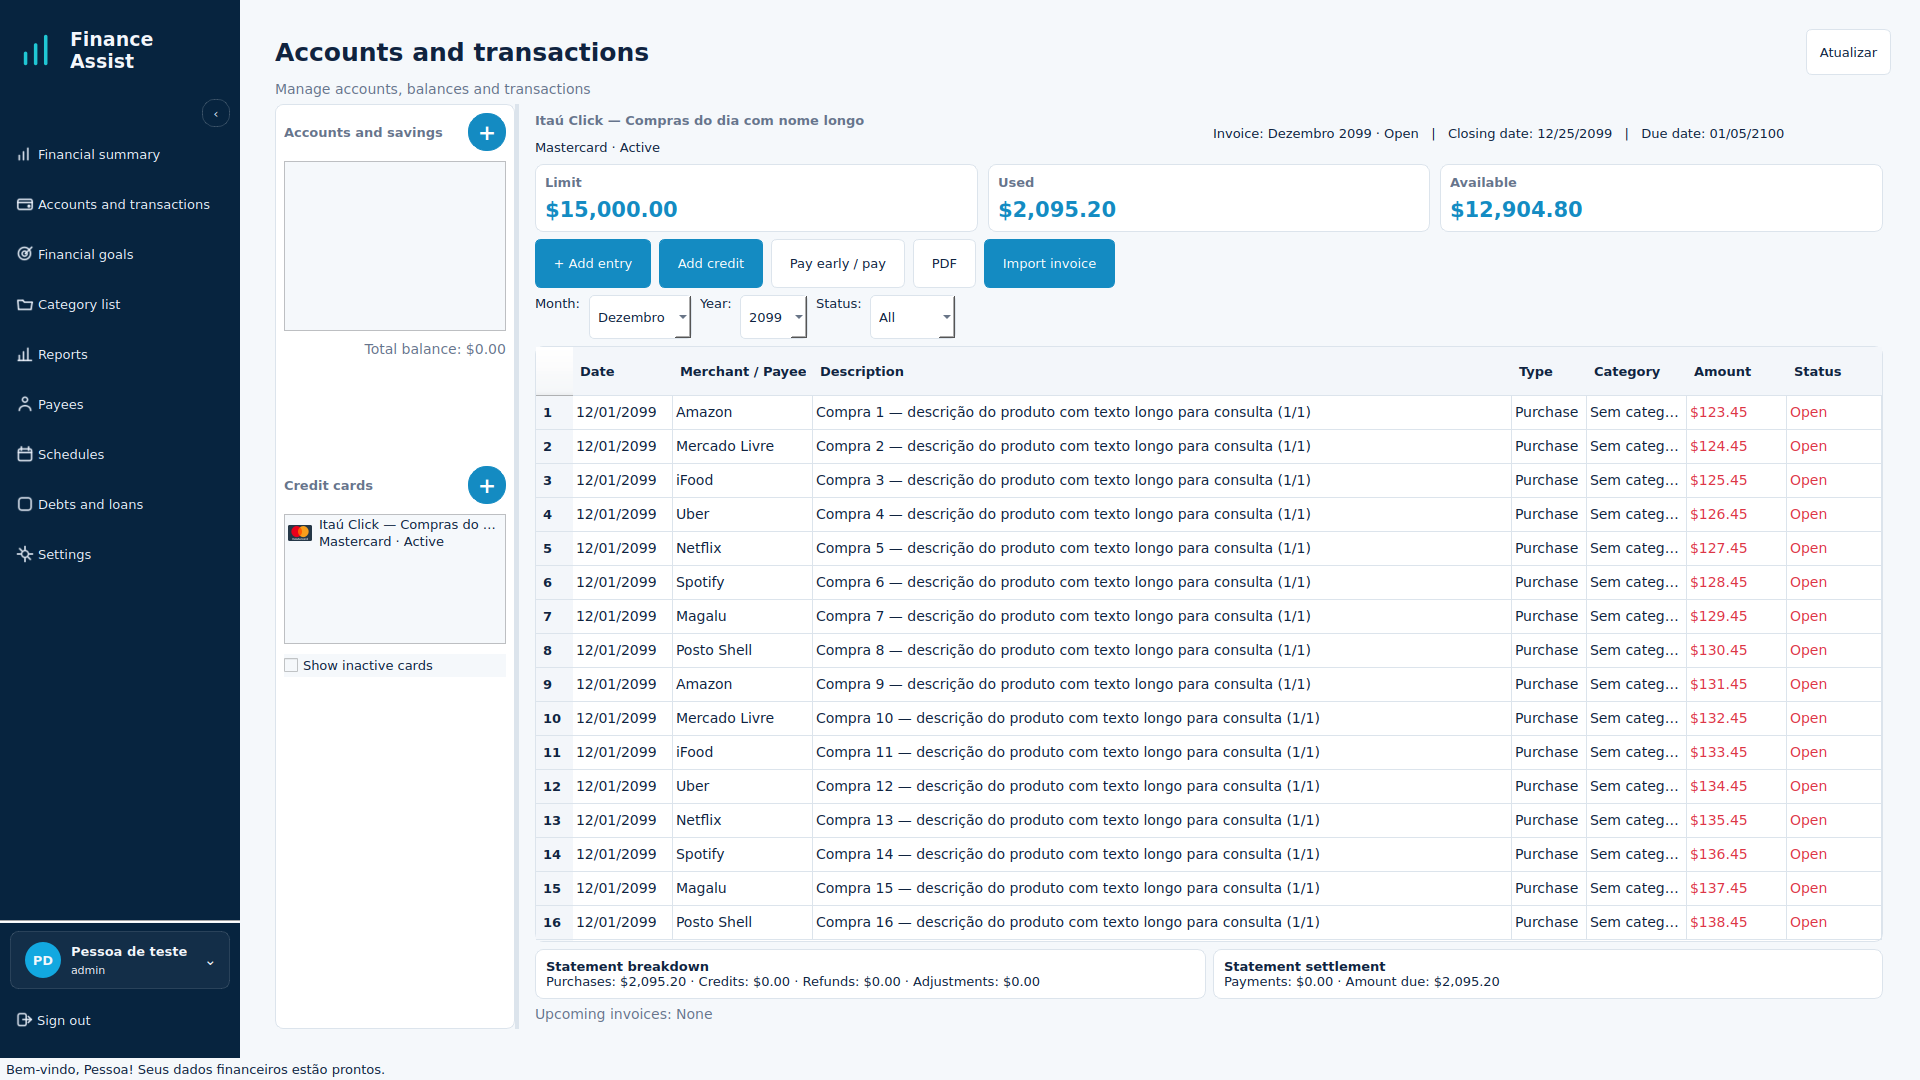 Finance
Assist
‹
Financial summary
Accounts and transactions
Financial goals
Category list
Reports
Payees
Schedules
Debts and loans
Settings
PD
Pessoa de teste
admin
Sign out
Accounts and transactions
Manage accounts, balances and transactions
Atualizar
Accounts and savings
+
Total balance: $0.00
Credit cards
+
Itaú Click — Compras do ...
Mastercard · Active
Show inactive cards
Itaú Click — Compras do dia com nome longo
Mastercard · Active
Invoice: Dezembro 2099 · Open | Closing date: 12/25/2099 | Due date: 01/05/2100
Limit
$15,000.00
Used
$2,095.20
Available
$12,904.80
+ Add entry Add credit Pay early / pay PDF Import invoice
Month: Dezembro Year: 2099 Status: All
Date Merchant / Payee Description Type Category Amount Status
1 12/01/2099 Amazon Compra 1 — descrição do produto com texto longo para consulta (1/1) Purchase Sem categ... $123.45 Open
2 12/01/2099 Mercado Livre Compra 2 — descrição do produto com texto longo para consulta (1/1) Purchase Sem categ... $124.45 Open
3 12/01/2099 iFood Compra 3 — descrição do produto com texto longo para consulta (1/1) Purchase Sem categ... $125.45 Open
4 12/01/2099 Uber Compra 4 — descrição do produto com texto longo para consulta (1/1) Purchase Sem categ... $126.45 Open
5 12/01/2099 Netflix Compra 5 — descrição do produto com texto longo para consulta (1/1) Purchase Sem categ... $127.45 Open
6 12/01/2099 Spotify Compra 6 — descrição do produto com texto longo para consulta (1/1) Purchase Sem categ... $128.45 Open
7 12/01/2099 Magalu Compra 7 — descrição do produto com texto longo para consulta (1/1) Purchase Sem categ... $129.45 Open
8 12/01/2099 Posto Shell Compra 8 — descrição do produto com texto longo para consulta (1/1) Purchase Sem categ... $130.45 Open
9 12/01/2099 Amazon Compra 9 — descrição do produto com texto longo para consulta (1/1) Purchase Sem categ... $131.45 Open
10 12/01/2099 Mercado Livre Compra 10 — descrição do produto com texto longo para consulta (1/1) Purchase Sem categ... $132.45 Open
11 12/01/2099 iFood Compra 11 — descrição do produto com texto longo para consulta (1/1) Purchase Sem categ... $133.45 Open
12 12/01/2099 Uber Compra 12 — descrição do produto com texto longo para consulta (1/1) Purchase Sem categ... $134.45 Open
13 12/01/2099 Netflix Compra 13 — descrição do produto com texto longo para consulta (1/1) Purchase Sem categ... $135.45 Open
14 12/01/2099 Spotify Compra 14 — descrição do produto com texto longo para consulta (1/1) Purchase Sem categ... $136.45 Open
15 12/01/2099 Magalu Compra 15 — descrição do produto com texto longo para consulta (1/1) Purchase Sem categ... $137.45 Open
16 12/01/2099 Posto Shell Compra 16 — descrição do produto com texto longo para consulta (1/1) Purchase Sem categ... $138.45 Open
Statement breakdown
Purchases: $2,095.20 · Credits: $0.00 · Refunds: $0.00 · Adjustments: $0.00
Statement settlement
Payments: $0.00 · Amount due: $2,095.20
Upcoming invoices: None
Bem-vindo, Pessoa! Seus dados financeiros estão prontos.